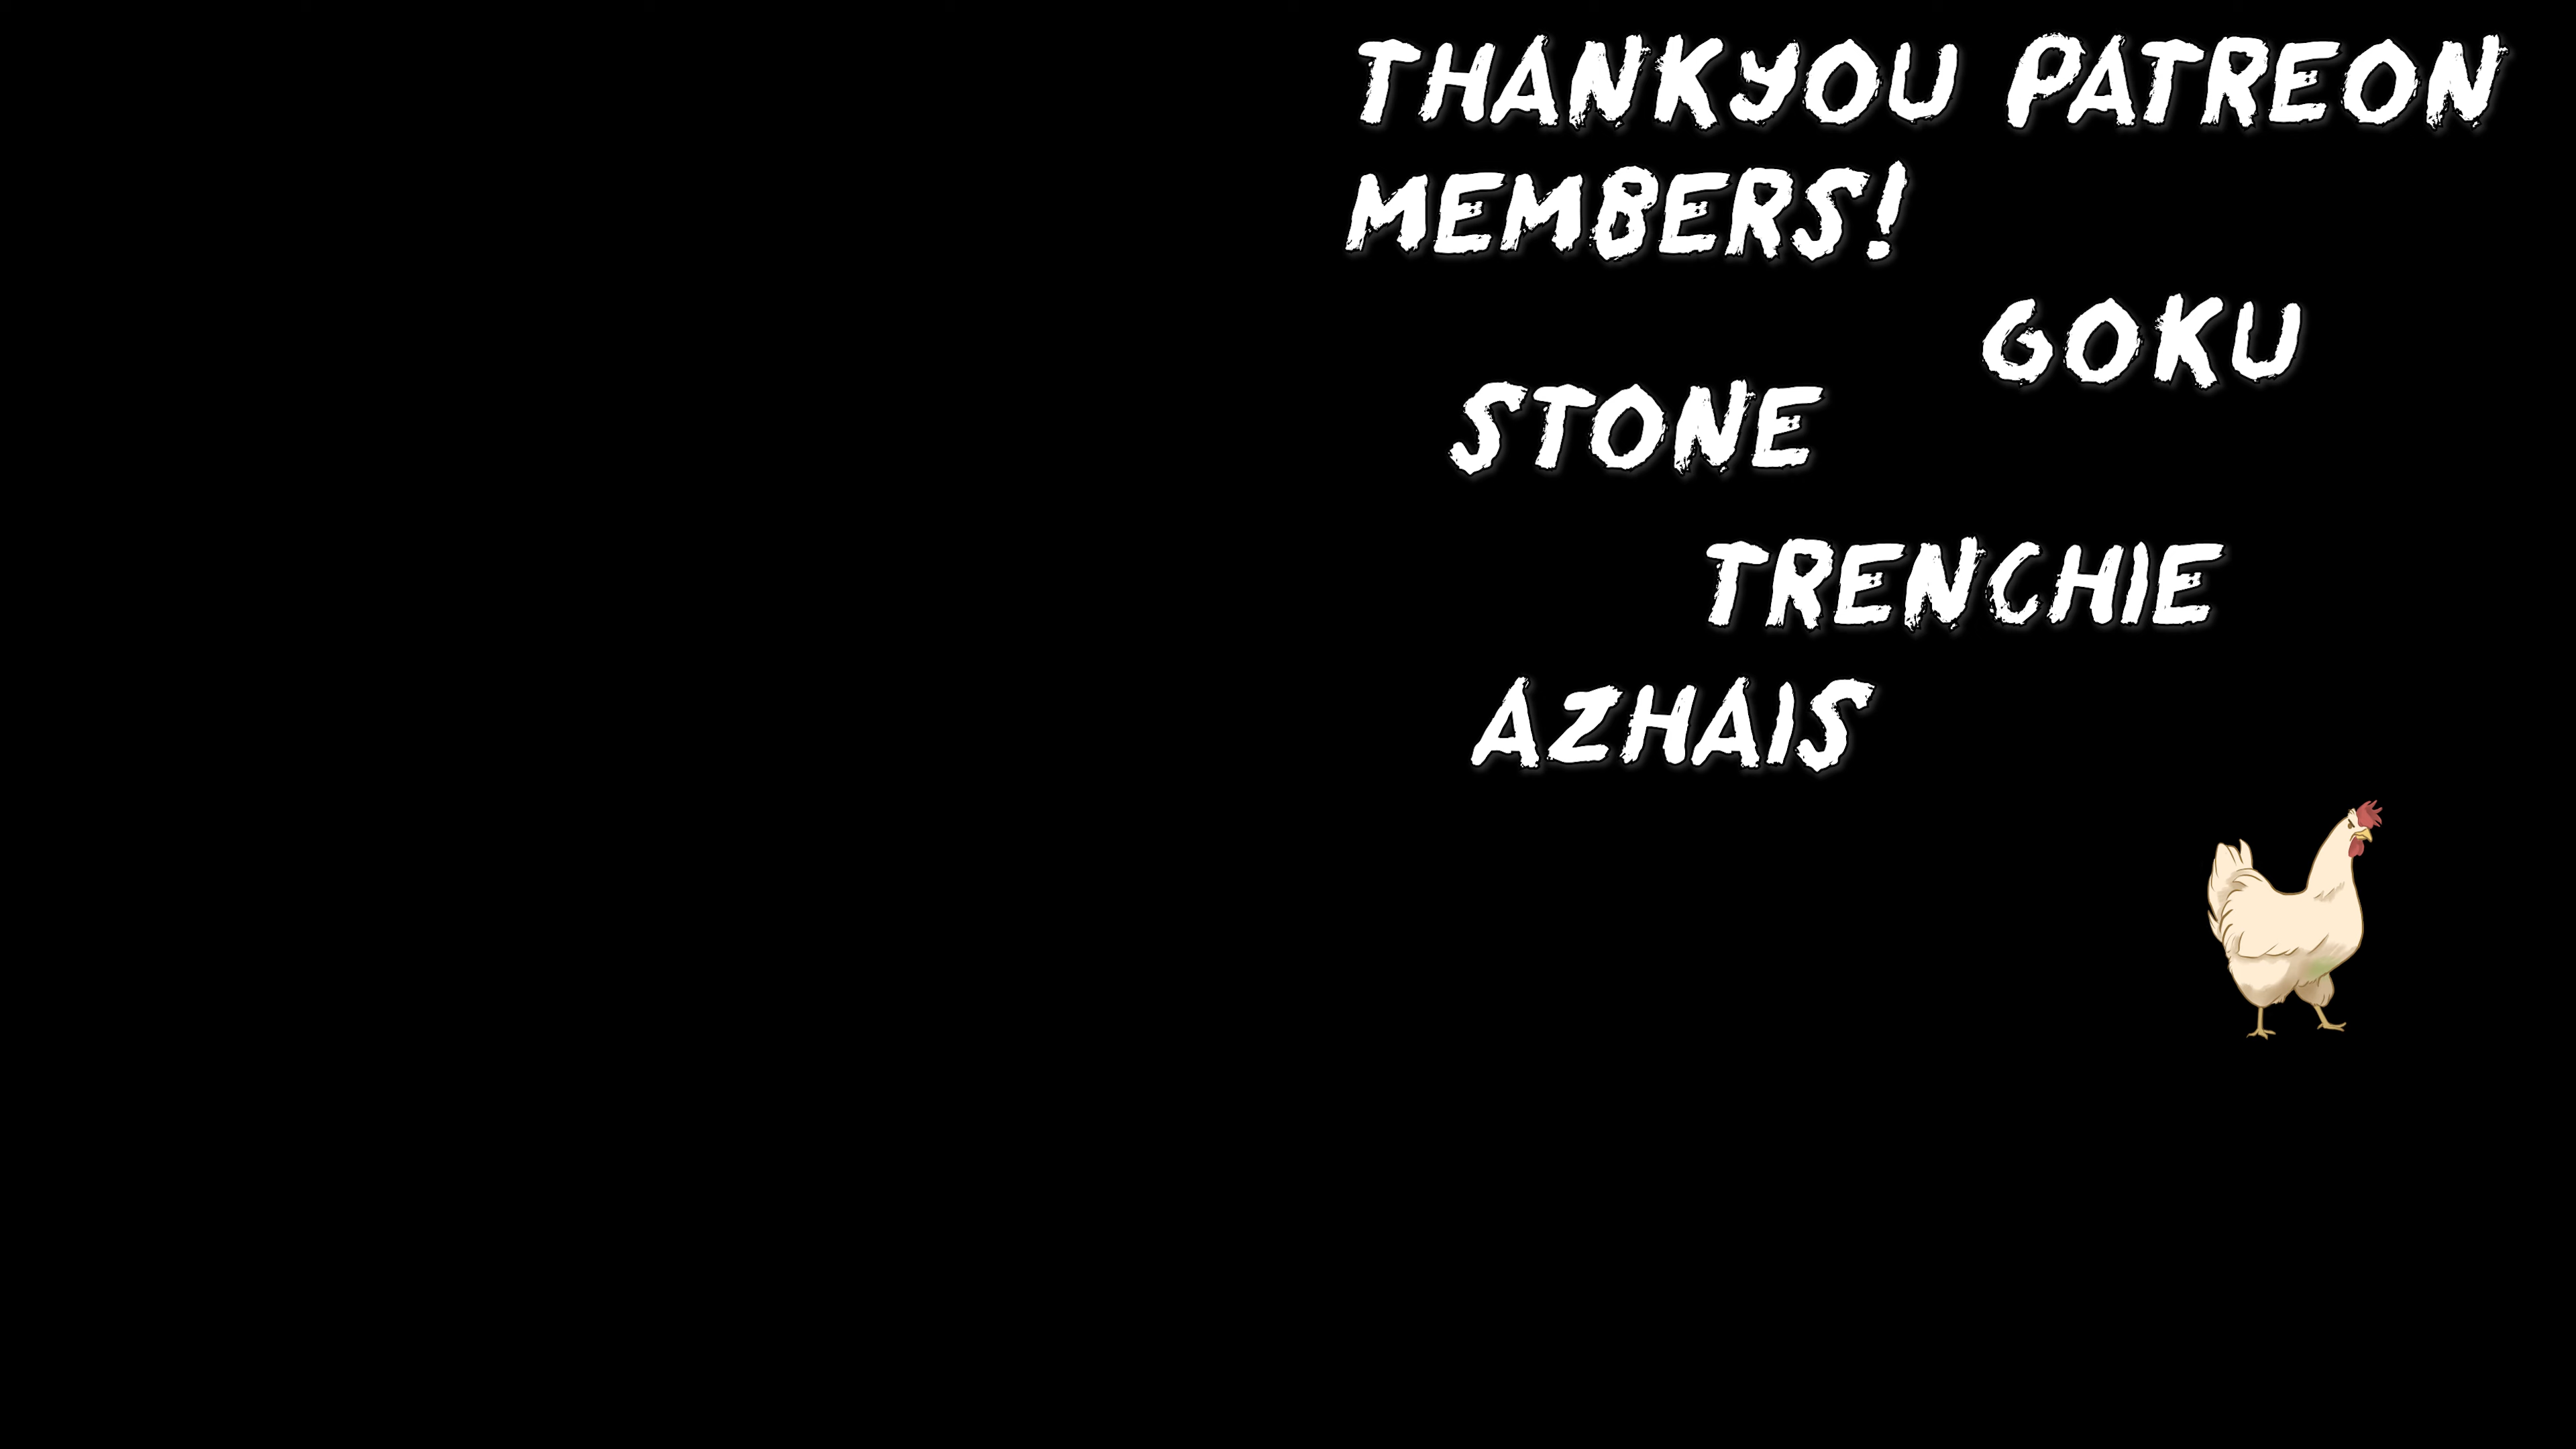 THANKYOU PATREON
MEMBERS!
GOKU
STONE
TRENCHIE
AZHAIS